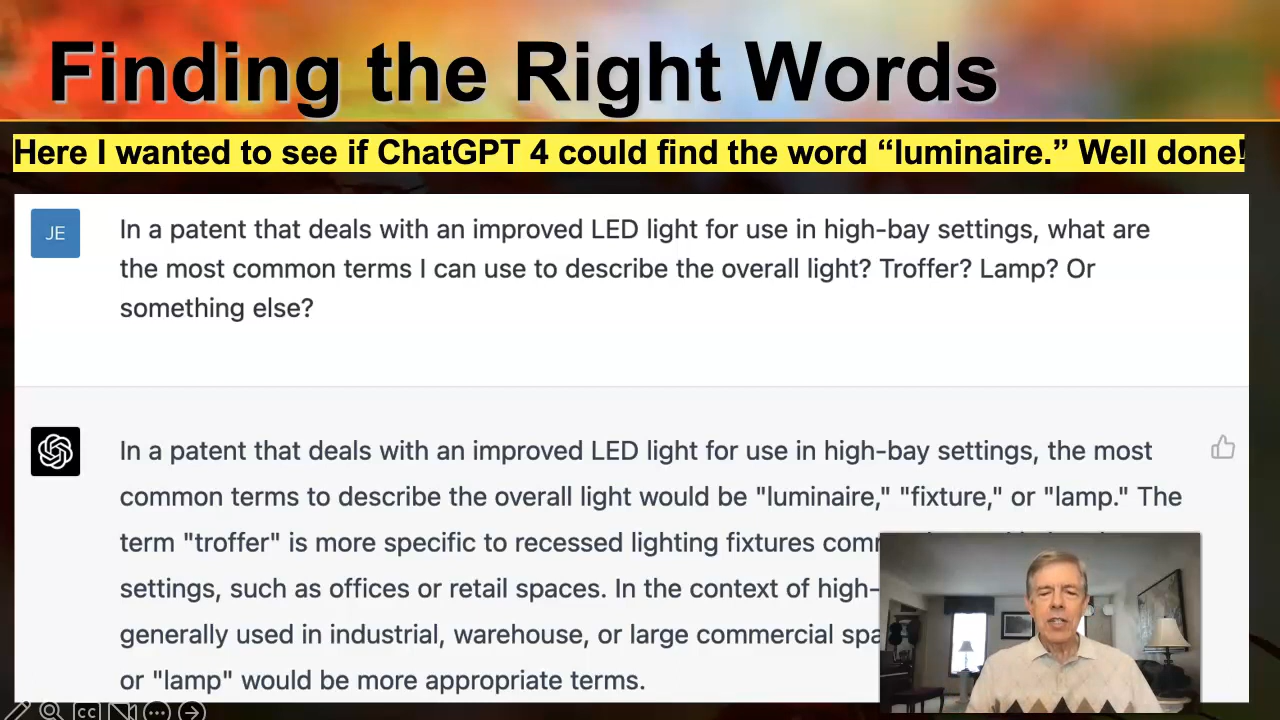 Finding the Right Words
Here I wanted to see if ChatGPT 4 could find the word “luminaire.” Well done!
JE
In a patent that deals with an improved LED light for use in high-bay settings, what are
the most common terms I can use to describe the overall light? Troffer? Lamp? Or
something else?
In a patent that deals with an improved LED light for use in high-bay settings, the most
common terms to describe the overall light would be "luminaire," "fixture," or "lamp." The
term "troffer" is more specific to recessed lighting fixtures
settings, such as offices or retail spaces. In the context of
generally used in industrial, warehouse, or large commercial
or "lamp" would be more appropriate terms.
CC